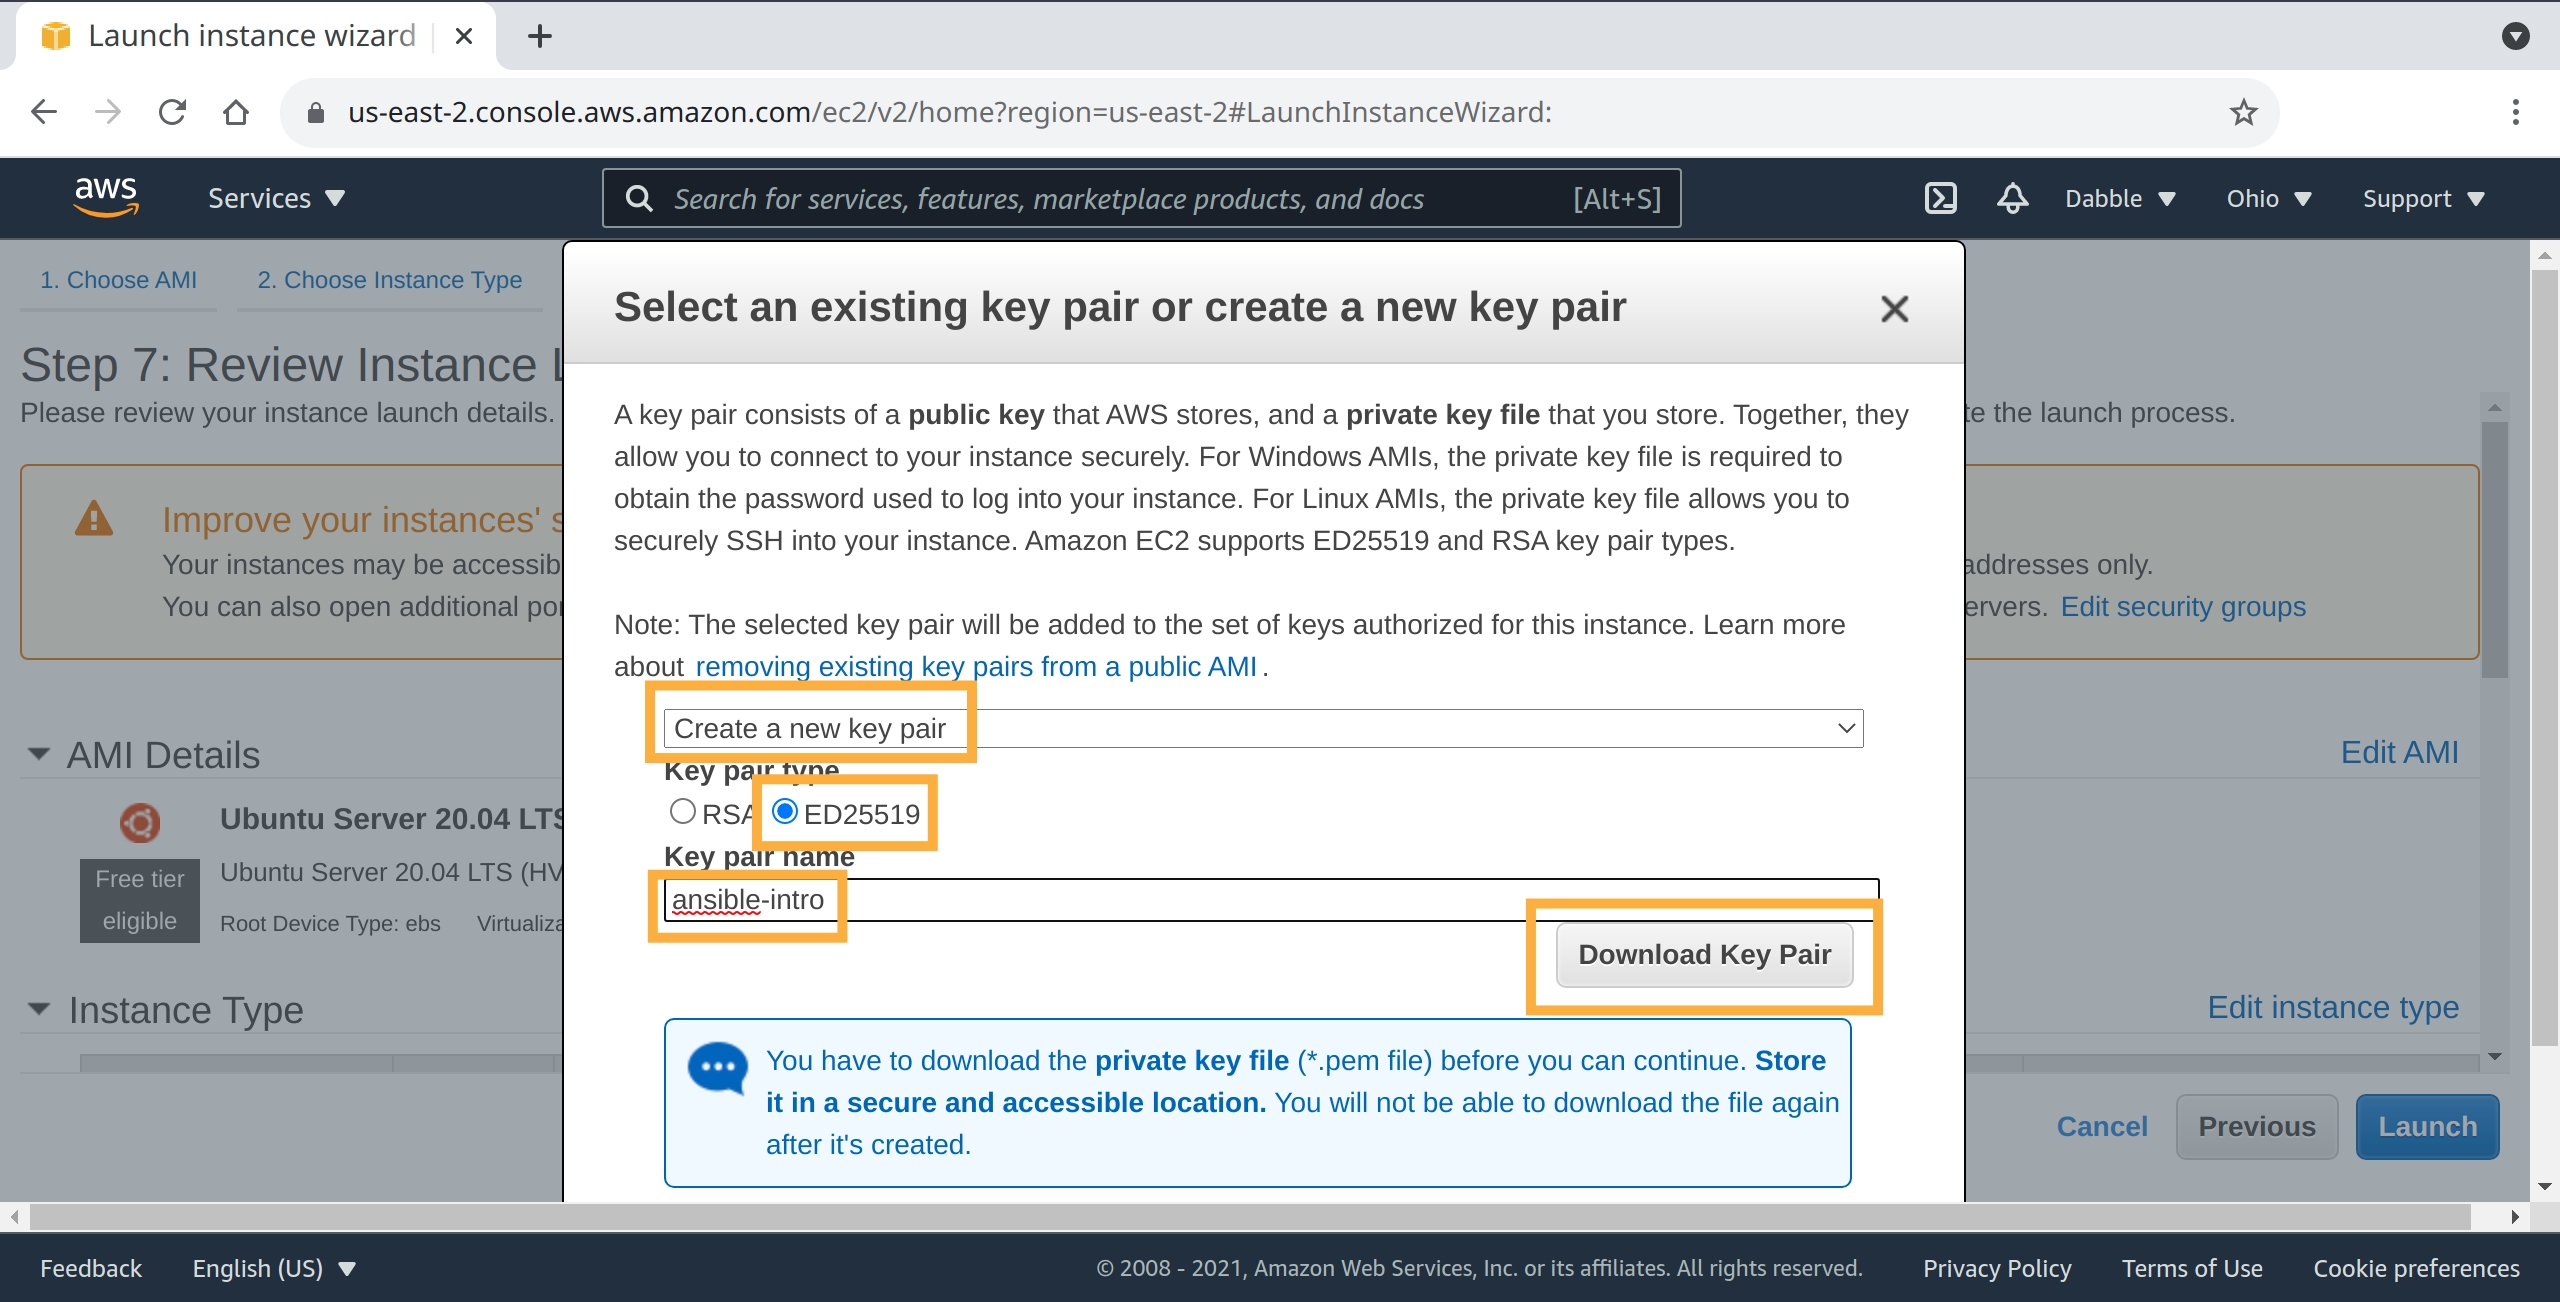 Launch instance wizard
us-east-2.console.aws.amazon.com/ec2/v2/home?region=us-east-2#LaunchInstanceWizard:
aws
Services
Search for services, features, marketplace products, and docs
[Alt+S]
Dabble
Ohio
Support
1. Choose AMI
2. Choose Instance Type
Step 7: Review Instance L
Please review your instance launch details.
te the launch process.
Improve your instances' s
Your instances may be accessib
addresses only.
You can also open additional po
ervers. Edit security groups
AMI Details
Edit AMI
Ubuntu Server 20.04 LTS
Free tier
eligible
Ubuntu Server 20.04 LTS (HV
Root Device Type: ebs
Virtualiza
Instance Type
Edit instance type
Cancel
Previous
Launch
Select an existing key pair or create a new key pair
A key pair consists of a public key that AWS stores, and a private key file that you store. Together, they
allow you to connect to your instance securely. For Windows AMIs, the private key file is required to
obtain the password used to log into your instance. For Linux AMIs, the private key file allows you to
securely SSH into your instance. Amazon EC2 supports ED25519 and RSA key pair types.
Note: The selected key pair will be added to the set of keys authorized for this instance. Learn more
about removing existing key pairs from a public AMI .
Create a new key pair
Key pair type
RSA
ED25519
Key pair name
ansible-intro
Download Key Pair
You have to download the private key file (*.pem file) before you can continue. Store
it in a secure and accessible location. You will not be able to download the file again
after it's created.
Feedback
English (US)
© 2008 - 2021, Amazon Web Services, Inc. or its affiliates. All rights reserved.
Privacy Policy
Terms of Use
Cookie preferences